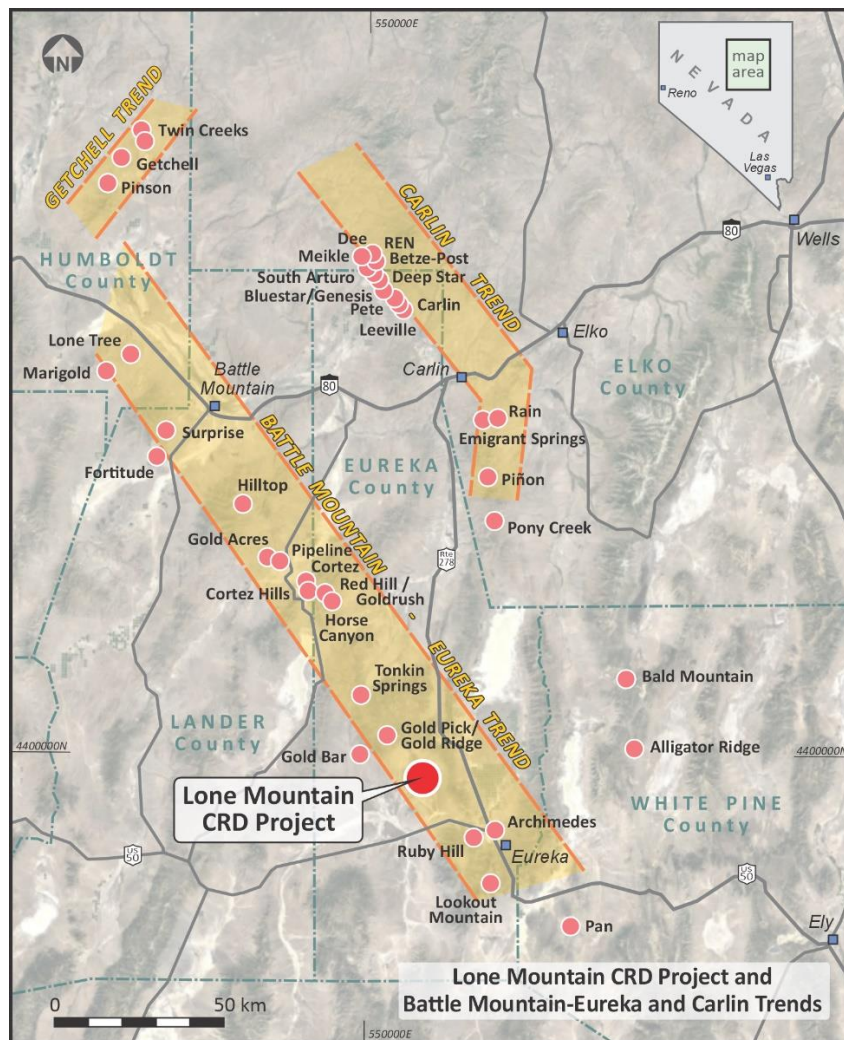 550000E
N
NEVADA
map
area
Reno
Las
Vegas
GETCHELL TREND
Twin Creeks
Getchell
Pinson
CARLIN TREND
80
Wells
HUMBOLDT
County
Dee
REN
Meikle
Betze-Post
South Arturo
Deep Star
Bluestar/Genesis
Carlin
Pete
Leeville
Elko
Lone Tree
Marigold
Battle
Mountain
80
Carlin
ELKO
County
Rain
Emigrant Springs
Surprise
Fortitude
BATTLE MOUNTAIN - EUREKA TREND
EUREKA
County
Piñon
Hilltop
Pony Creek
Gold Acres
Pipeline
Cortez
Rte
278
Cortez Hills
Red Hill /
Goldrush
Horse
Canyon
Tonkin
Springs
Bald Mountain
LANDER
County
Gold Pick/
Gold Ridge
4400000N
Gold Bar
Alligator Ridge
4400000N
Lone Mountain
CRD Project
WHITE PINE
County
Archimedes
Ruby Hill
Eureka
US
50
US
50
Lookout
Mountain
Pan
Ely
Lone Mountain CRD Project and
Battle Mountain-Eureka and Carlin Trends
0
50 km
550000E